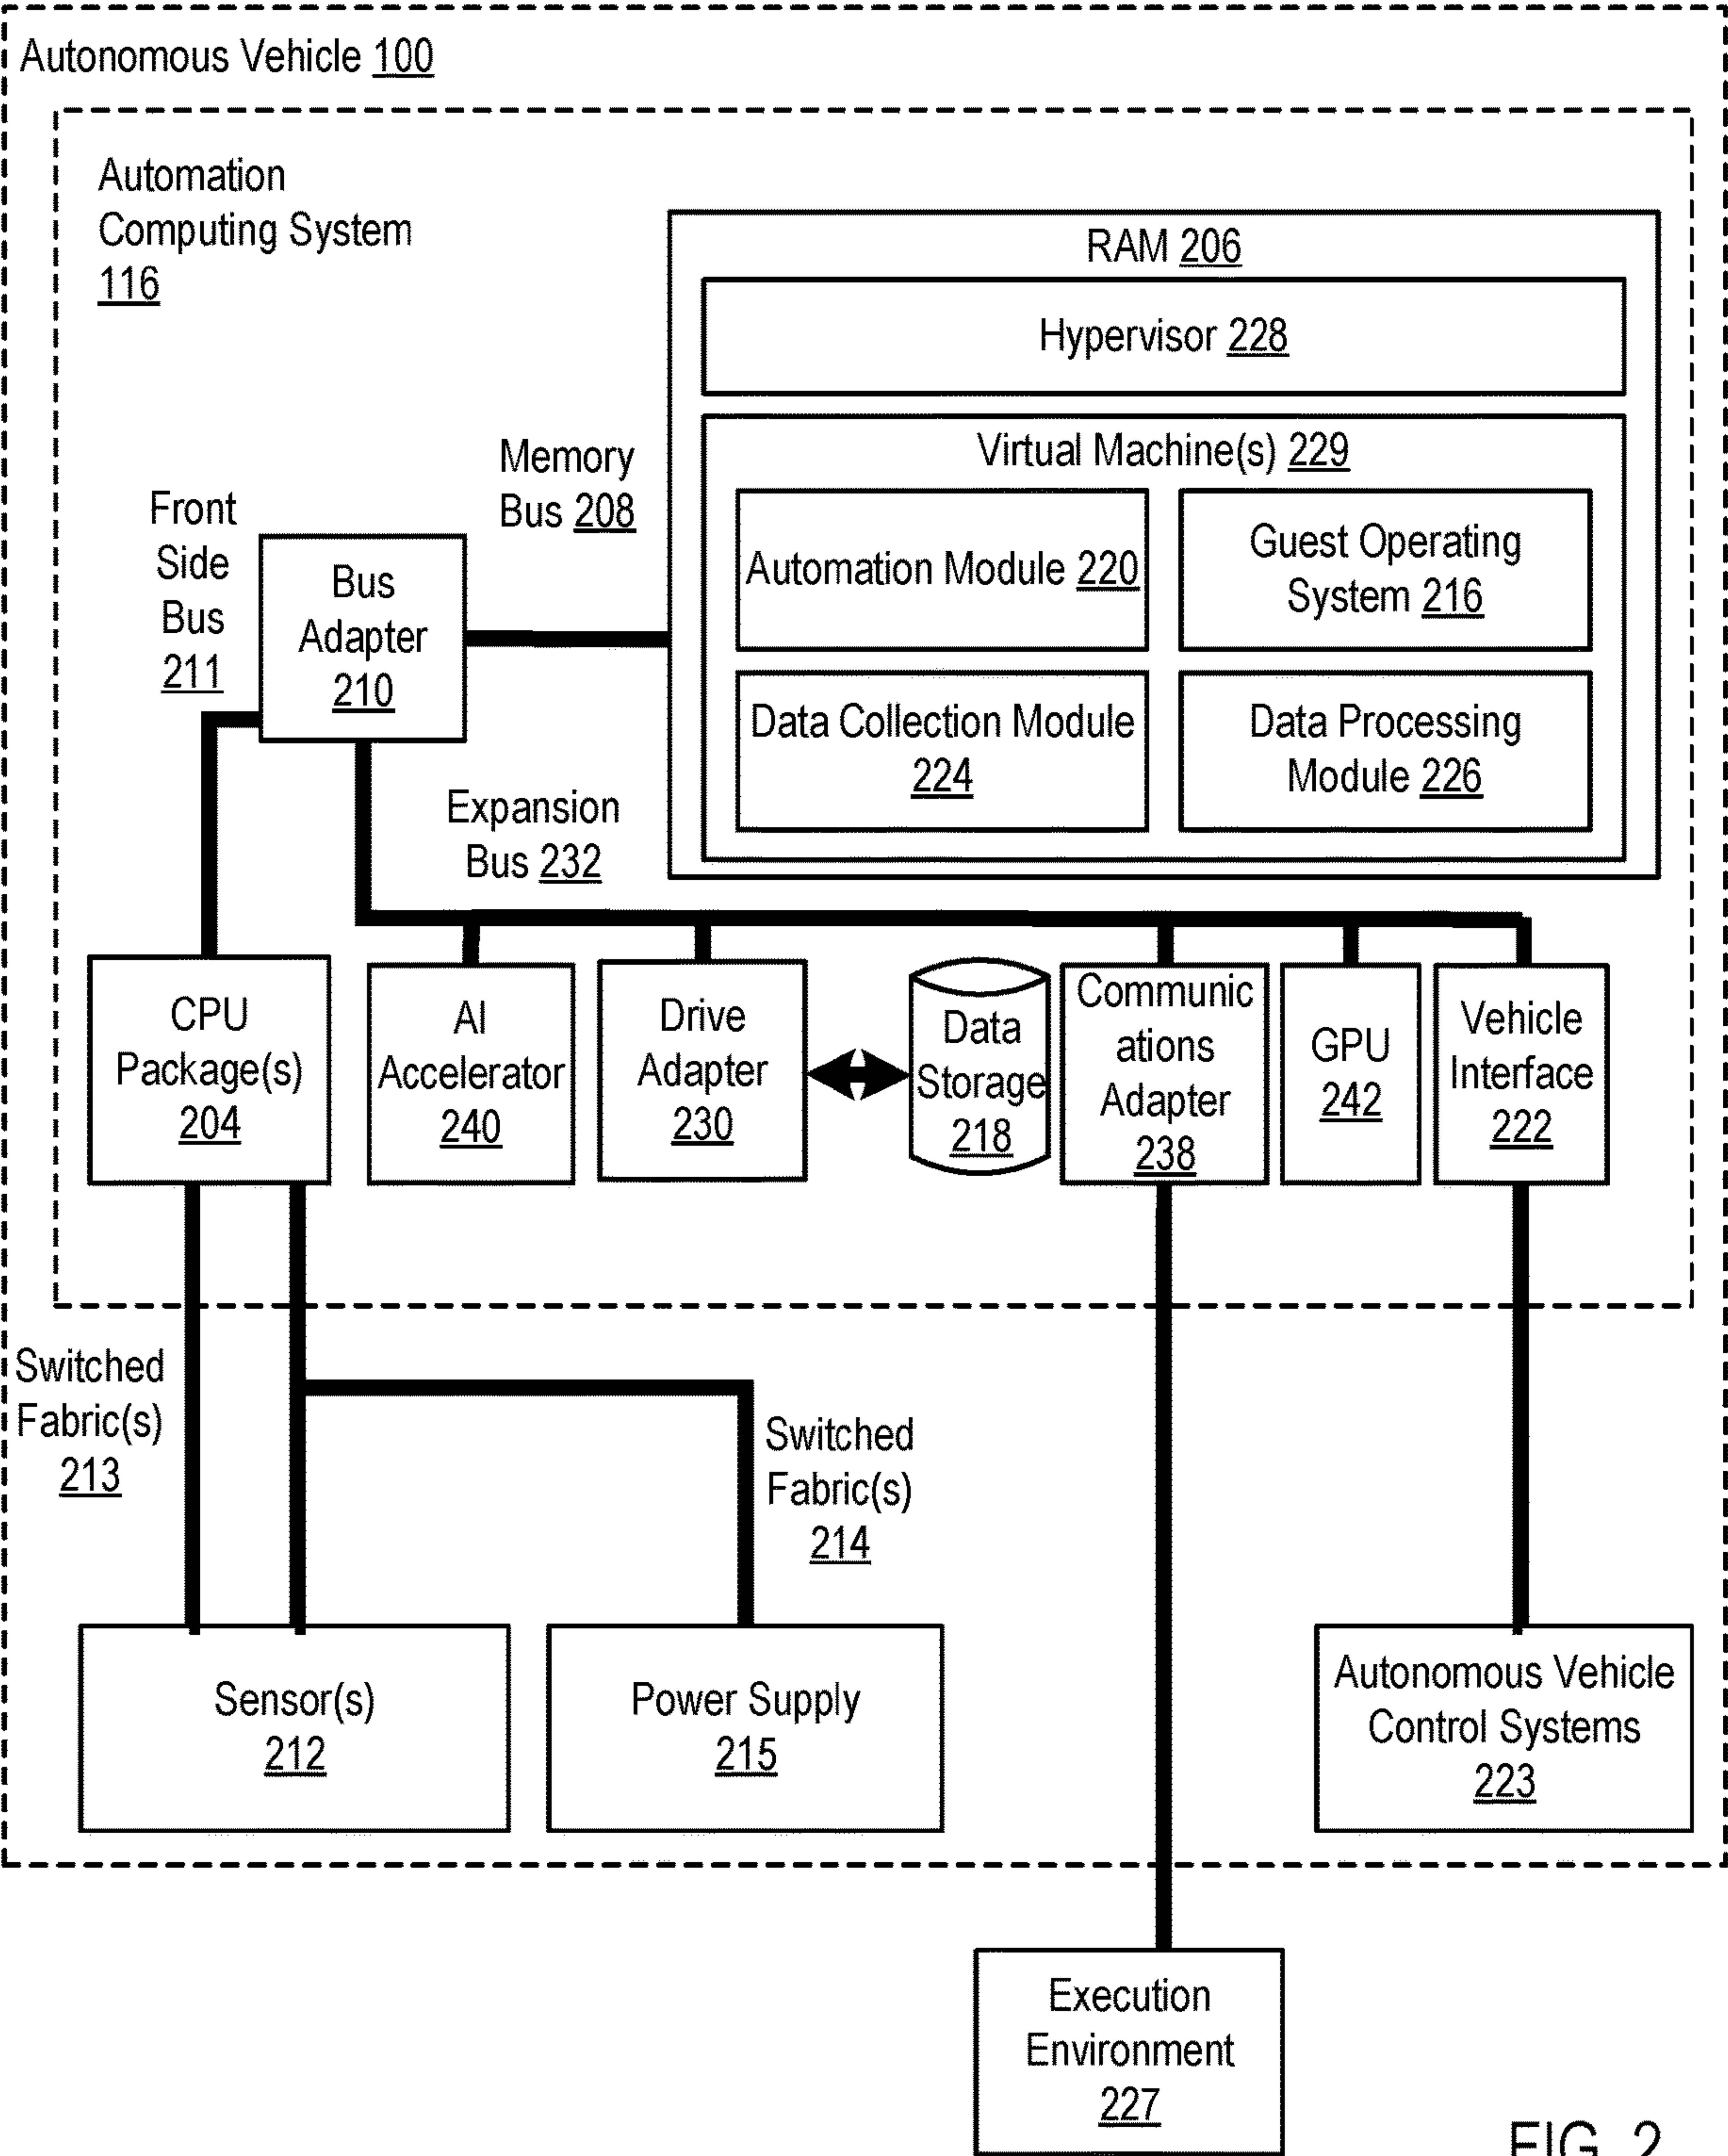 Autonomous Vehicle 100
Automation
Computing System
116
RAM 206
Hypervisor 228
Virtual Machine(s) 229
Automation Module 220
Guest Operating
System 216
Data Collection Module
224
Data Processing
Module 226
Memory
Bus 208
Front
Side
Bus
211
Bus
Adapter
210
Expansion
Bus 232
CPU
Package(s)
204
AI
Accelerator
240
Drive
Adapter
230
Data
Storage
218
Communic
ations
Adapter
238
GPU
242
Vehicle
Interface
222
Switched
Fabric(s)
213
Switched
Fabric(s)
214
Sensor(s)
212
Power Supply
215
Autonomous Vehicle
Control Systems
223
Execution
Environment
227
FIG. 2